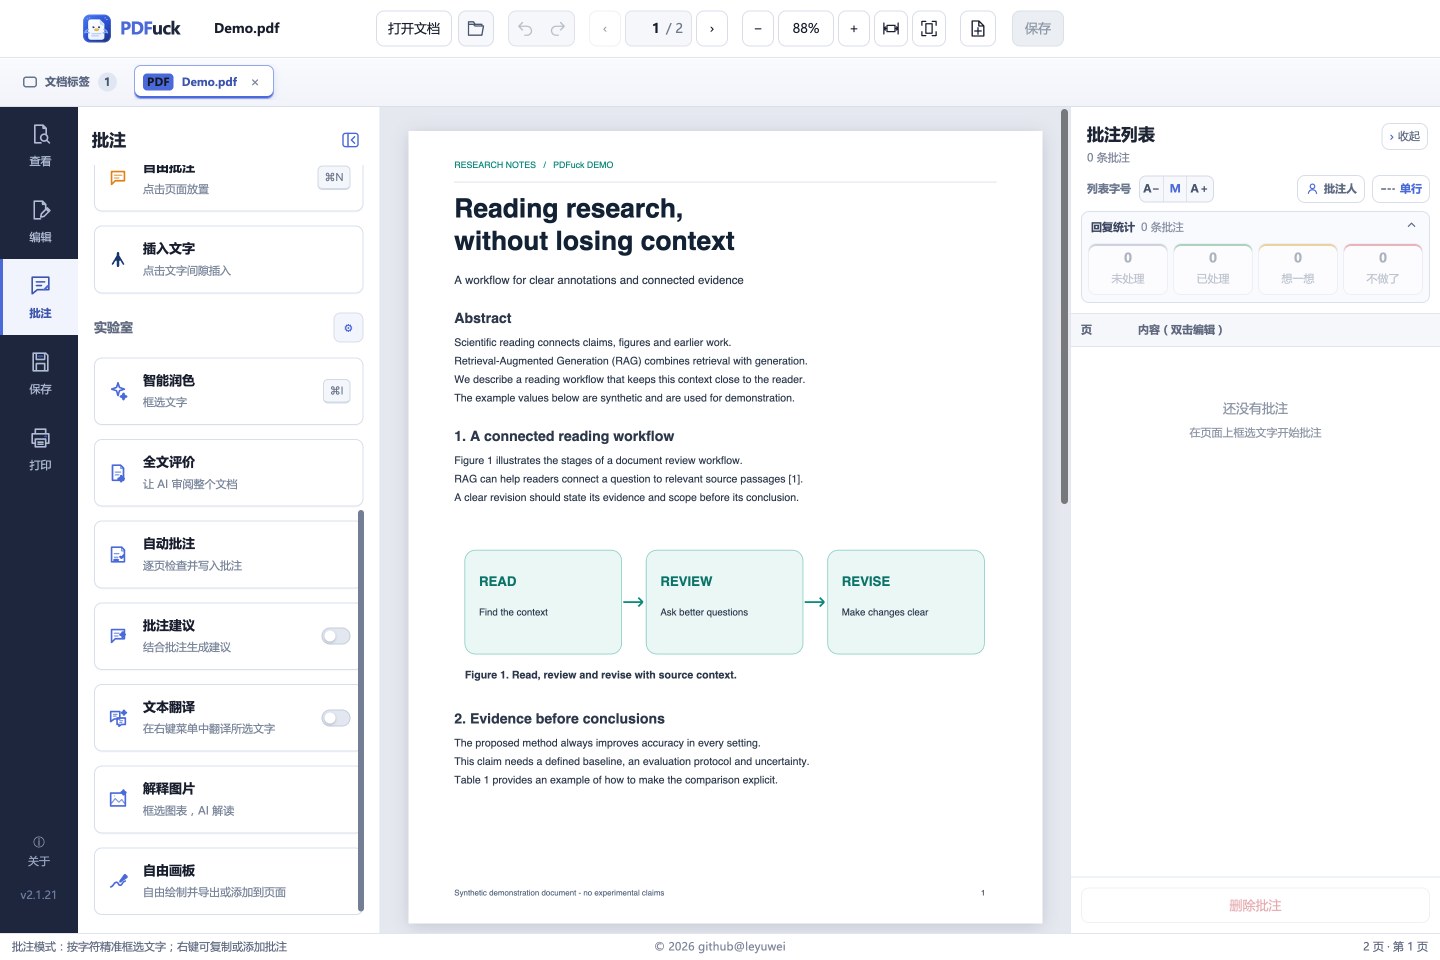 PDFuck
Demo.pdf
打开文档
1 / 2
88%
保存
文档标签 1
PDF Demo.pdf ×
查看
编辑
批注
保存
打印
关于
v2.1.21
批注
自由批注
点击页面放置
⌘N
插入文字
点击文字间隙插入
实验室
智能润色
框选文字
⌘I
全文评价
让 AI 审阅整个文档
自动批注
逐页检查并写入批注
批注建议
结合批注生成建议
文本翻译
在右键菜单中翻译所选文字
解释图片
框选图表，AI 解读
自由画板
自由绘制并导出或添加到页面
RESEARCH NOTES / PDFuck DEMO
Reading research,
without losing context
A workflow for clear annotations and connected evidence
Abstract
Scientific reading connects claims, figures and earlier work.
Retrieval-Augmented Generation (RAG) combines retrieval with generation.
We describe a reading workflow that keeps this context close to the reader.
The example values below are synthetic and are used for demonstration.
1. A connected reading workflow
Figure 1 illustrates the stages of a document review workflow.
RAG can help readers connect a question to relevant source passages [1].
A clear revision should state its evidence and scope before its conclusion.
READ
Find the context
REVIEW
Ask better questions
REVISE
Make changes clear
Figure 1. Read, review and revise with source context.
2. Evidence before conclusions
The proposed method always improves accuracy in every setting.
This claim needs a defined baseline, an evaluation protocol and uncertainty.
Table 1 provides an example of how to make the comparison explicit.
Synthetic demonstration document - no experimental claims
1
批注列表
› 收起
0 条批注
列表字号 A− M A+
批注人
--- 单行
回复统计 0 条批注
0 未处理
0 已处理
0 想一想
0 不做了
页 内容（双击编辑）
还没有批注
在页面上框选文字开始批注
删除批注
批注模式：按字符精准框选文字；右键可复制或添加批注
© 2026 github@leyuwei
2 页 · 第 1 页